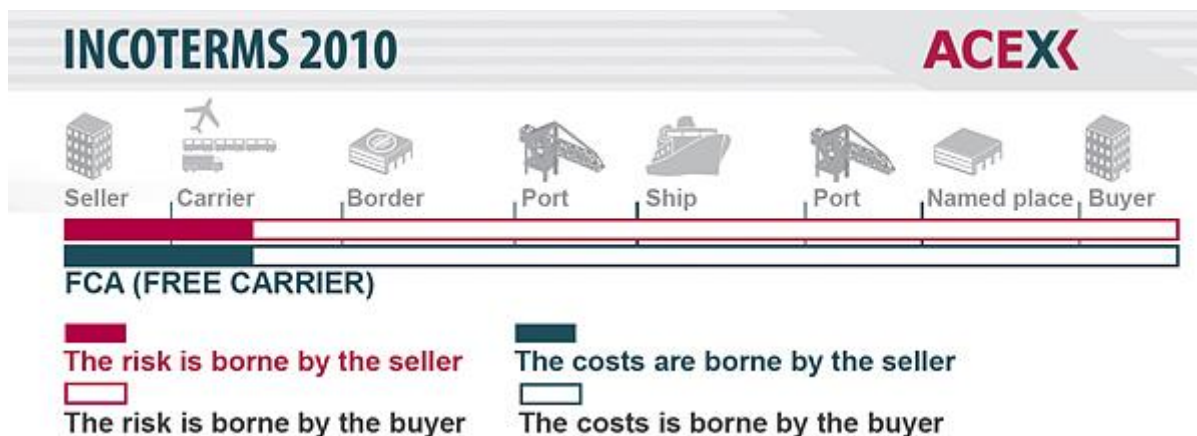 INCOTERMS 2010
ACEX
Seller Carrier Border Port Ship Port Named place Buyer
FCA (FREE CARRIER)
The risk is borne by the seller
The costs are borne by the seller
The risk is borne by the buyer
The costs is borne by the buyer